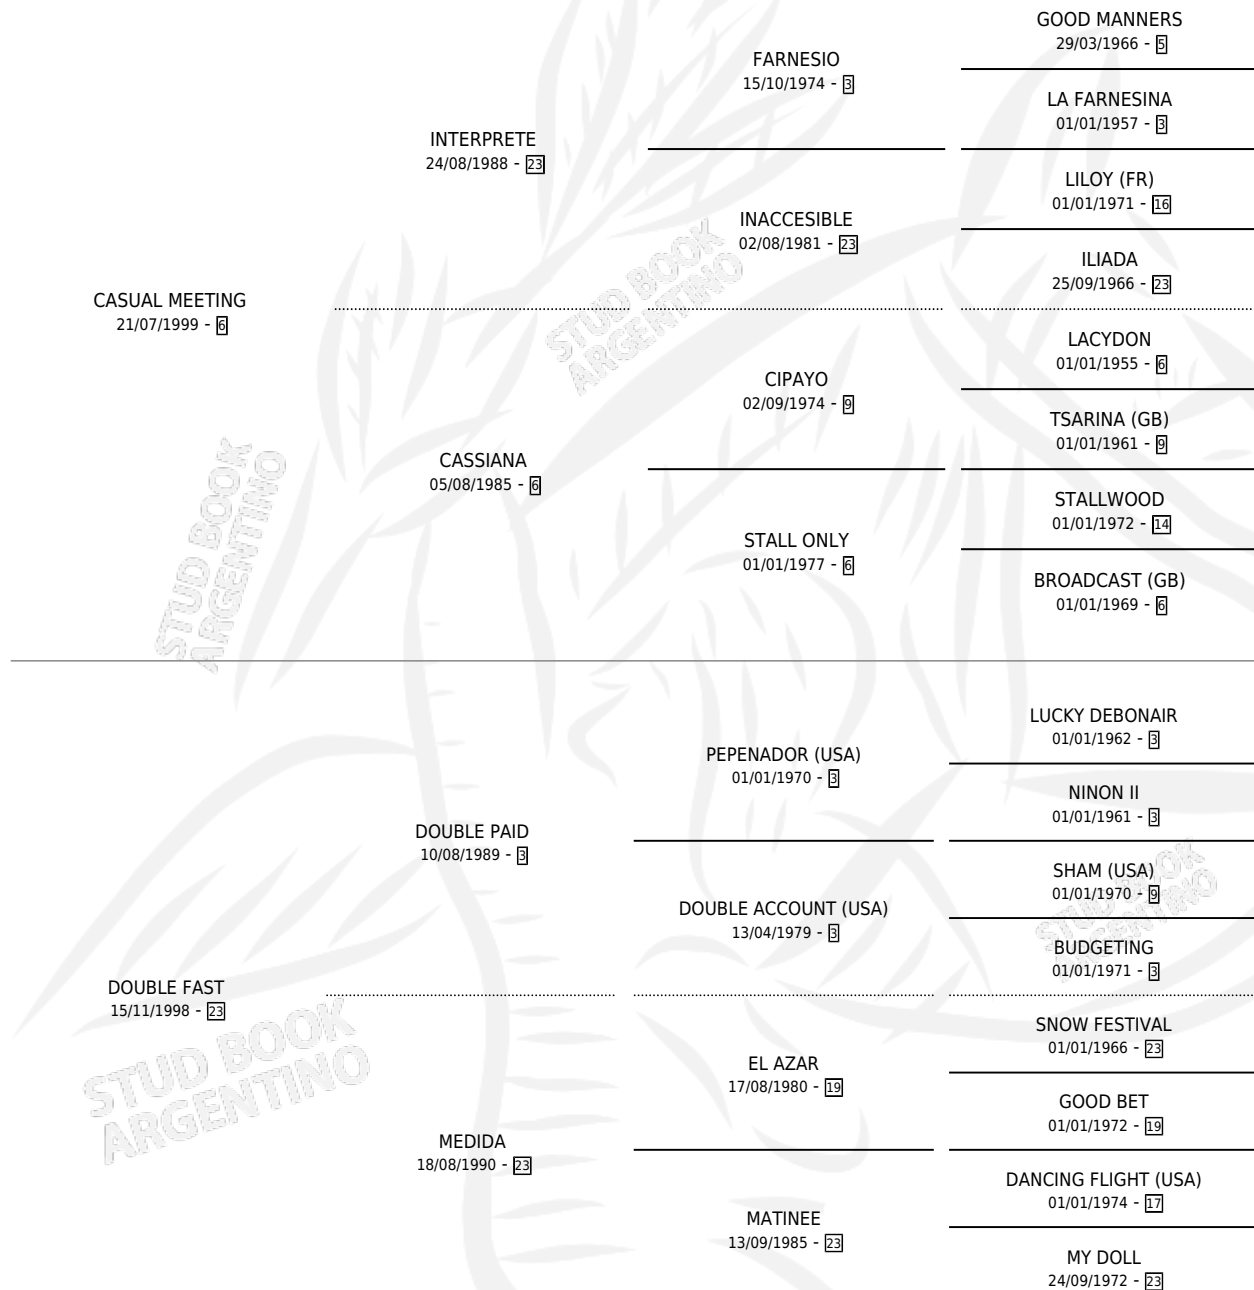 CASUAL MEETING
21/07/1999 - 6
INTERPRETE
24/08/1988 - 23
FARNESIO
15/10/1974 - 3
GOOD MANNERS
29/03/1966 - 5
LA FARNESINA
01/01/1957 - 3
INACCESIBLE
02/08/1981 - 23
LILOY (FR)
01/01/1971 - 16
ILIADA
25/09/1966 - 23
CASSIANA
05/08/1985 - 6
CIPAYO
02/09/1974 - 9
LACYDON
01/01/1955 - 6
TSARINA (GB)
01/01/1961 - 9
STALL ONLY
01/01/1977 - 6
STALLWOOD
01/01/1972 - 14
BROADCAST (GB)
01/01/1969 - 6
DOUBLE FAST
15/11/1998 - 23
DOUBLE PAID
10/08/1989 - 3
PEPENADOR (USA)
01/01/1970 - 3
LUCKY DEBONAIR
01/01/1962 - 3
NINON II
01/01/1961 - 3
DOUBLE ACCOUNT (USA)
13/04/1979 - 3
SHAM (USA)
01/01/1970 - 9
BUDGETING
01/01/1971 - 3
MEDIDA
18/08/1990 - 23
EL AZAR
17/08/1980 - 19
SNOW FESTIVAL
01/01/1966 - 23
GOOD BET
01/01/1972 - 19
MATINEE
13/09/1985 - 23
DANCING FLIGHT (USA)
01/01/1974 - 17
MY DOLL
24/09/1972 - 23
STUD BOOK
ARGENTINO
STUD BOOK
ARGENTINO
STUD BOOK
ARGENTINO
STUD BOOK
ARGENTINO